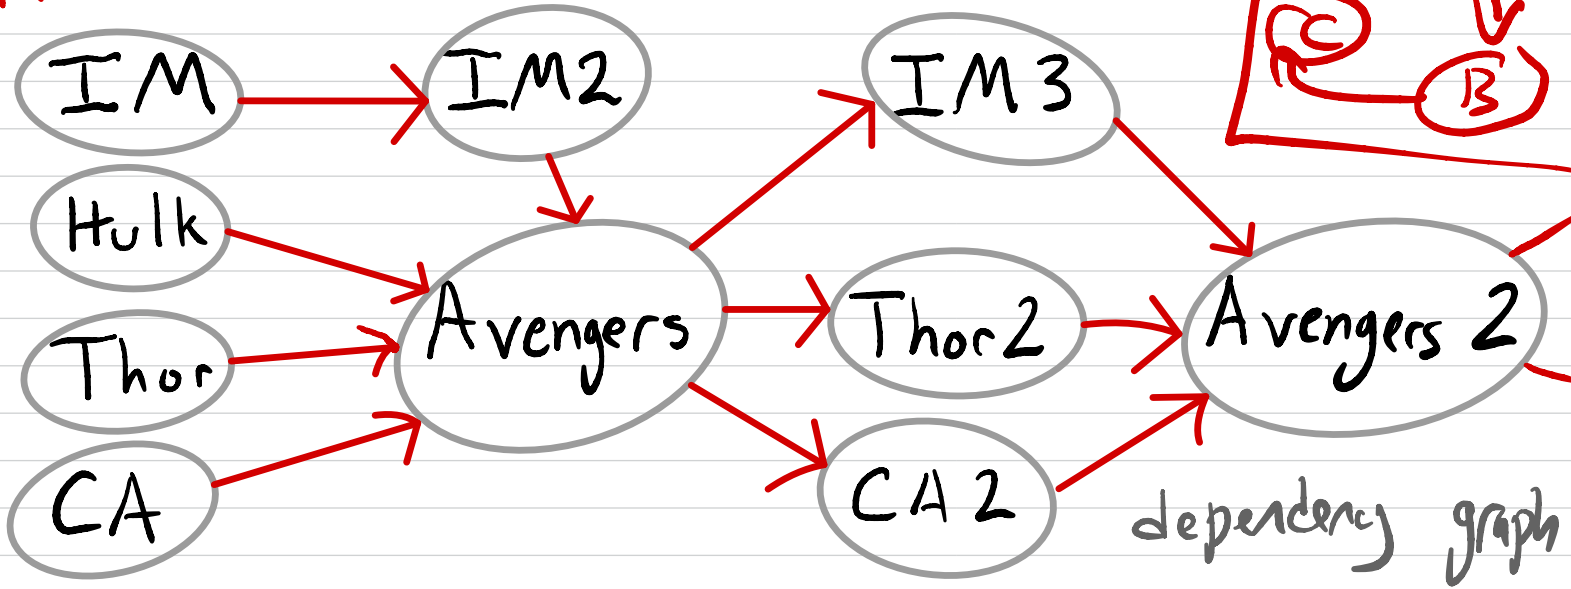 IM
IM2
IM3
C
B
Hulk
Thor
Avengers
Thor2
Avengers 2
CA
CA2
dependency graph